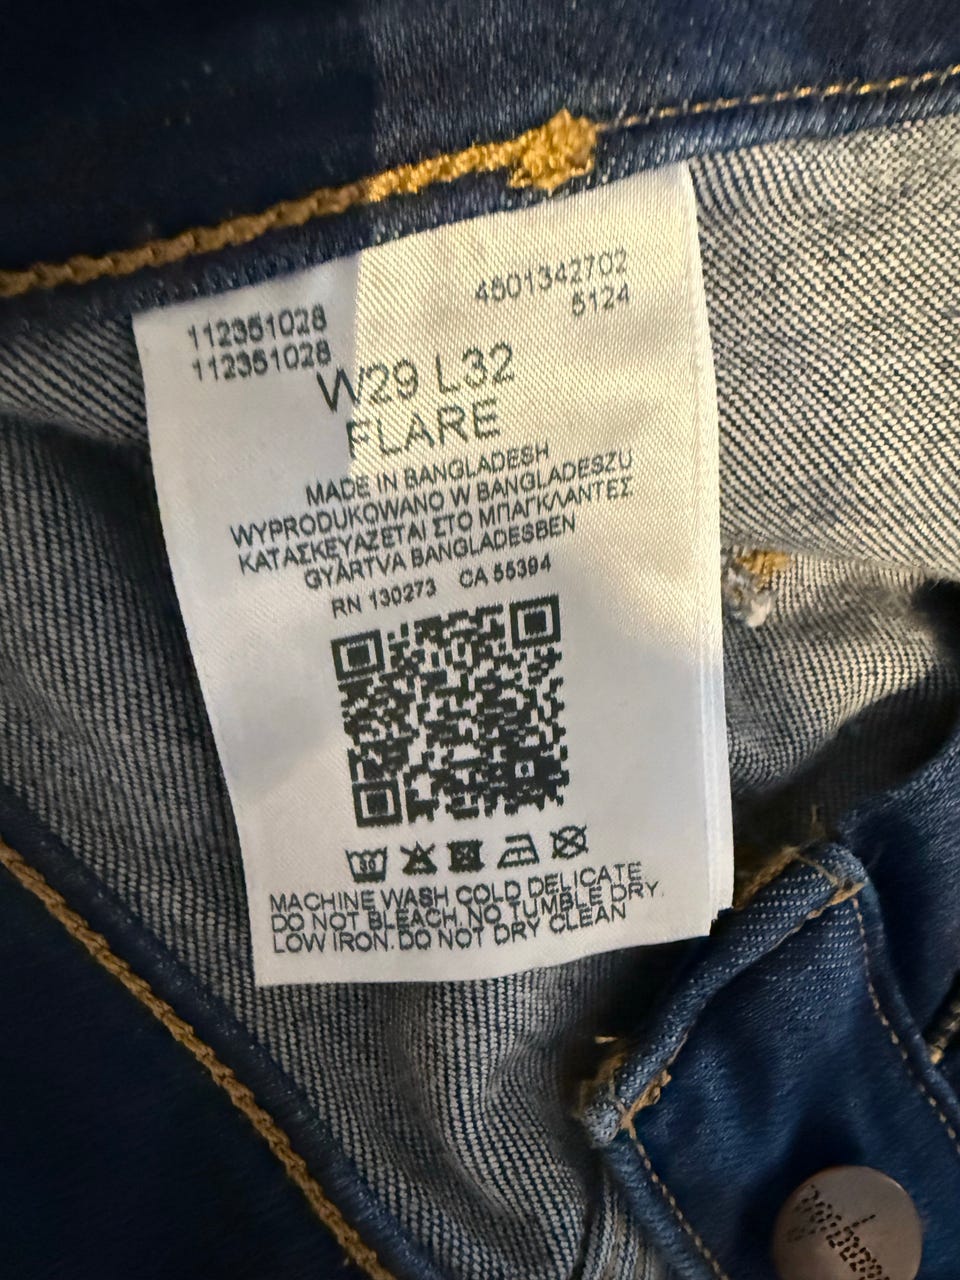 4501342702
5124
112351028
112351028
W29 L32
FLARE
MADE IN BANGLADESH
WYPRODUKOWANO W BANGLADESZU
ΚΑΤΑΣΚΕΥΑΖΕΤΑΙ ΣΤΟ ΜΠΑΓΚΛΑΝΤΕΣ
GYÁRTVA BANGLADESBEN
RN 130273 CA 55394
30
MACHINE WASH COLD DELICATE
DO NOT BLEACH. NO TUMBLE DRY.
LOW IRON. DO NOT DRY CLEAN